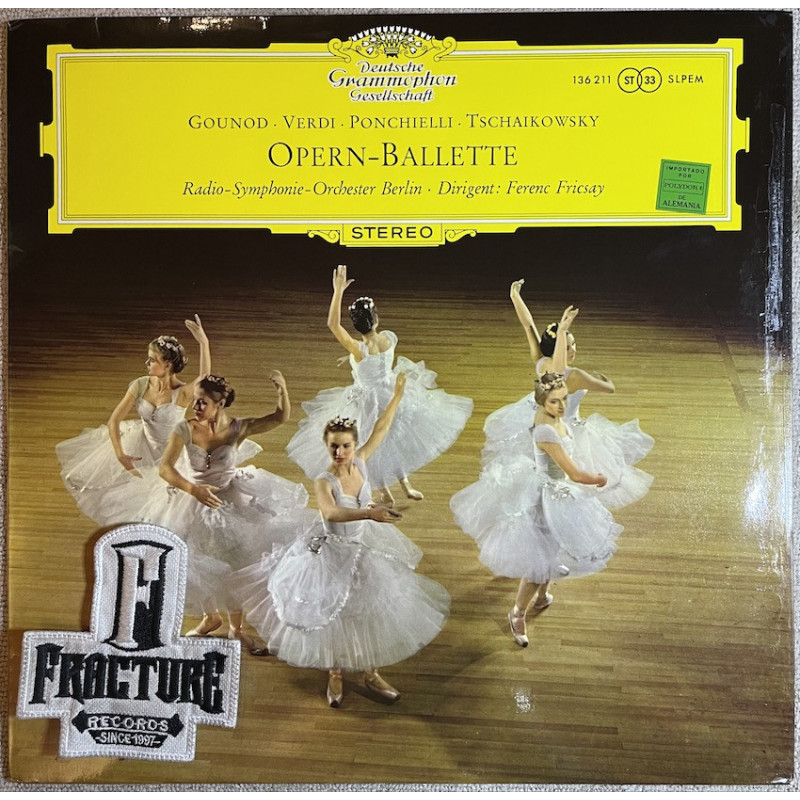 Deutsche
Grammophon
Gesellschaft
136 211 ST 33 SLPEM
GOUNOD · VERDI · PONCHIELLI · TSCHAIKOWSKY
OPERN-BALLETTE
Radio-Symphonie-Orchester Berlin · Dirigent: Ferenc Fricsay
IMPORTADO
POR
POLYDOR S
DE
ALEMANIA
STEREO
F
FRACTURE
RECORDS
-SINCE 1997-